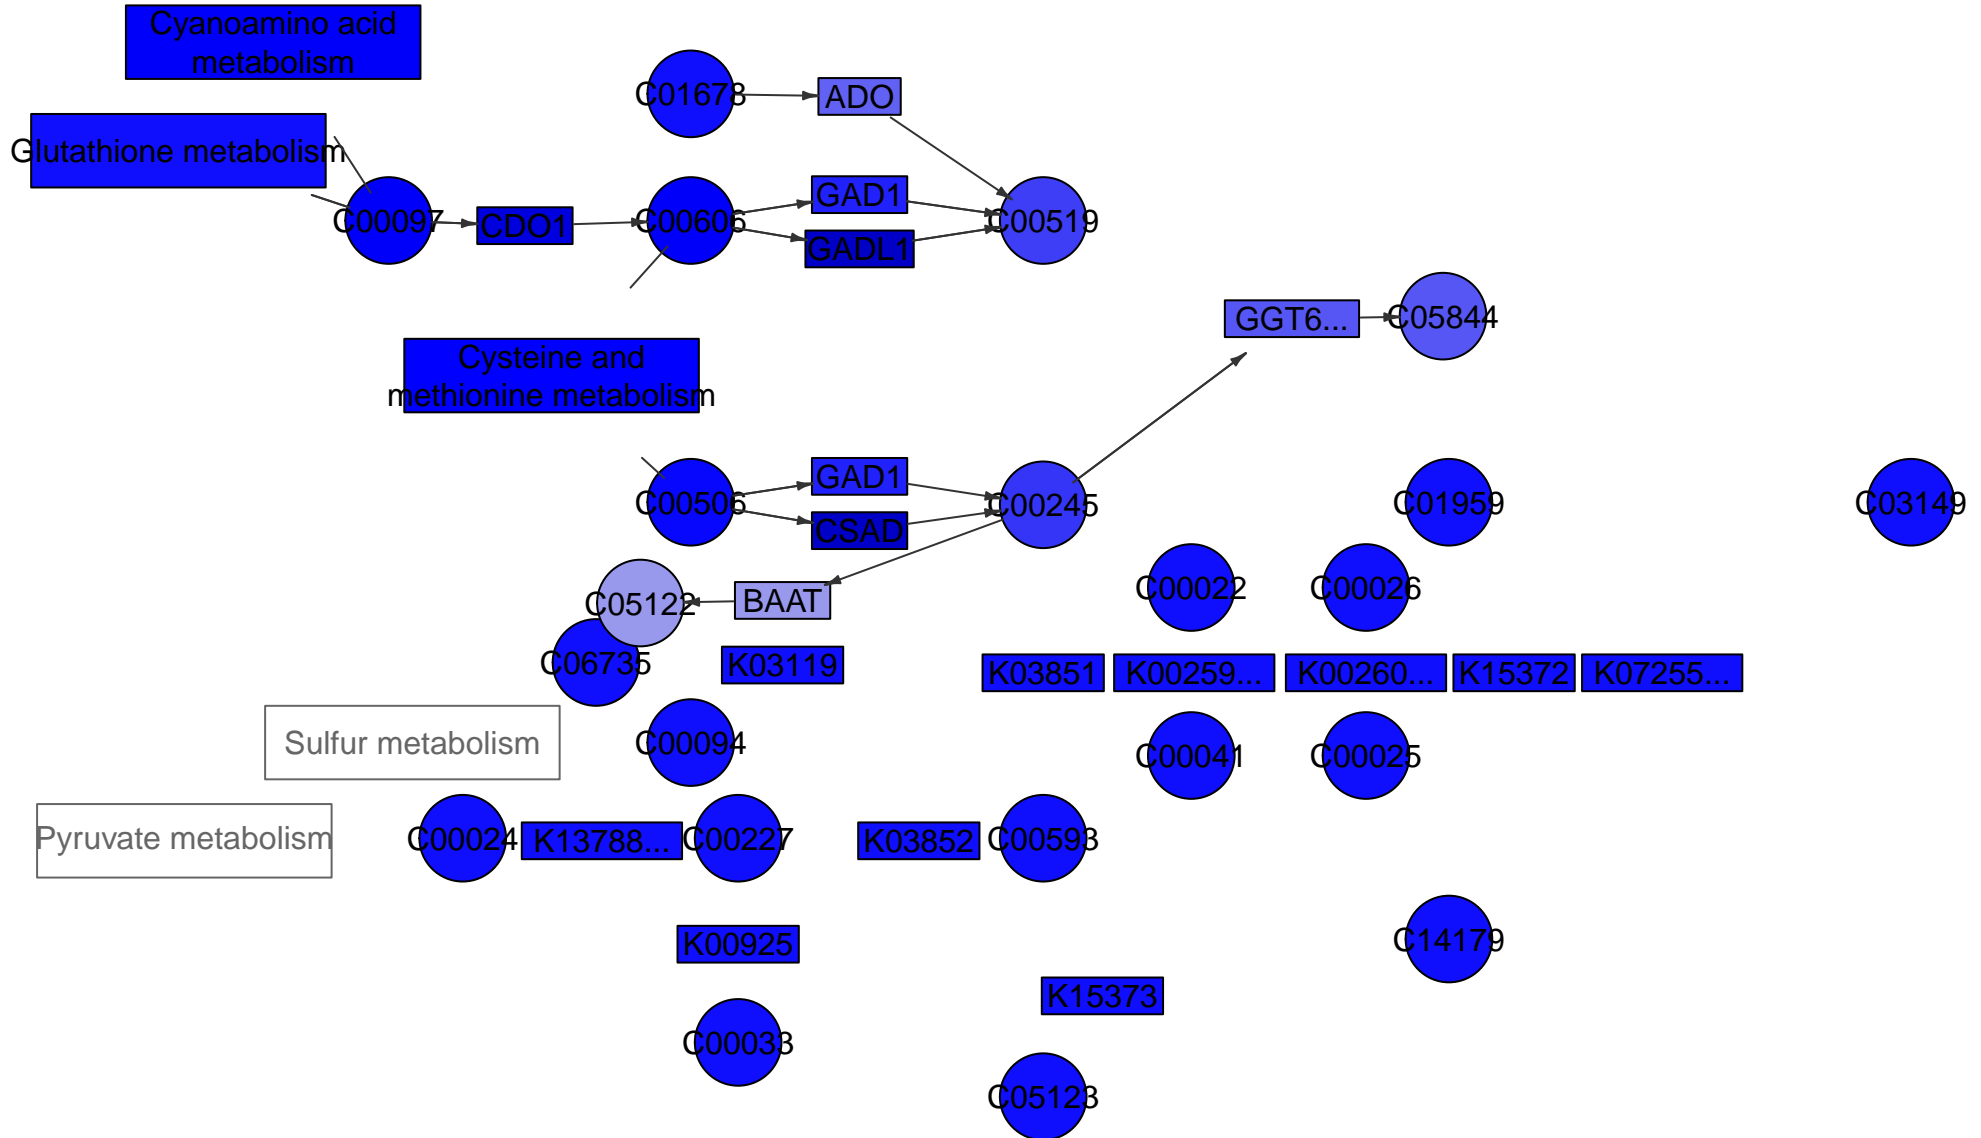 Cyanoamino acid
metabolism
C01678
ADO
Glutathione metabolism
C00097
CDO1
C00606
GAD1
GADL1
C00519
GGT6...
C05844
Cysteine and
methionine metabolism
C00506
GAD1
CSAD
C00245
C01959
C03149
C05122
BAAT
C00022
C00026
C06735
K03119
K03851
K00259...
K00260...
K15372
K07255...
Sulfur metabolism
C00094
C00041
C00025
Pyruvate metabolism
C00024
K13788...
C00227
K03852
C00593
K00925
C14179
K15373
C00033
C05123